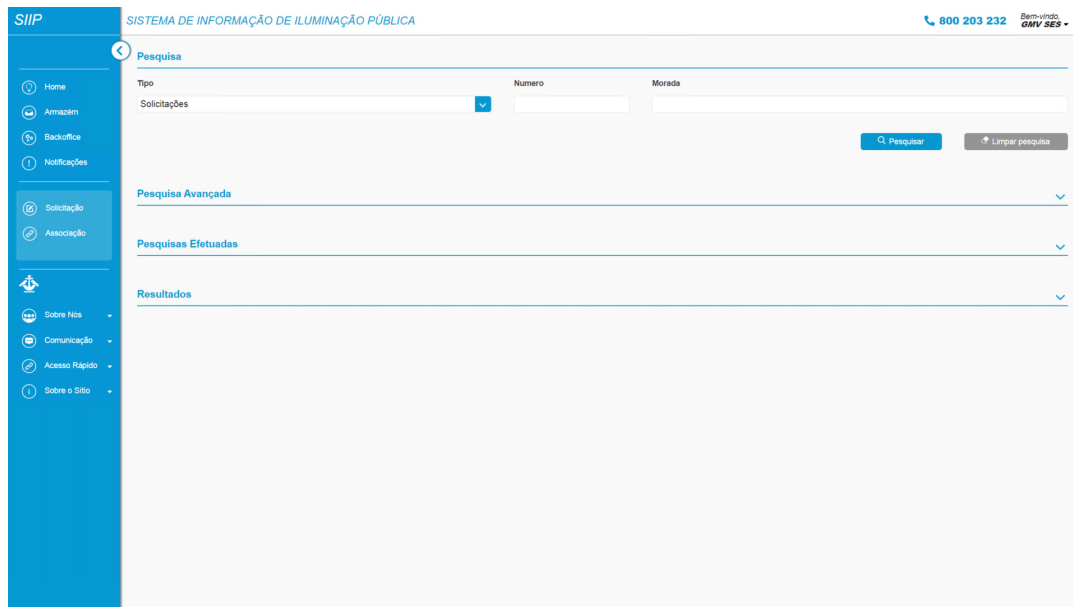 SIIP
SISTEMA DE INFORMAÇÃO DE ILUMINAÇÃO PÚBLICA
800 203 232
Bem-vindo,
GMV SES
Pesquisa
Tipo
Numero
Morada
Solicitações
Pesquisar
Limpar pesquisa
Pesquisa Avançada
Pesquisas Efetuadas
Resultados
Home
Armazém
Backoffice
Notificações
Solicitação
Associação
Sobre Nós
Comunicação
Acesso Rápido
Sobre o Sítio